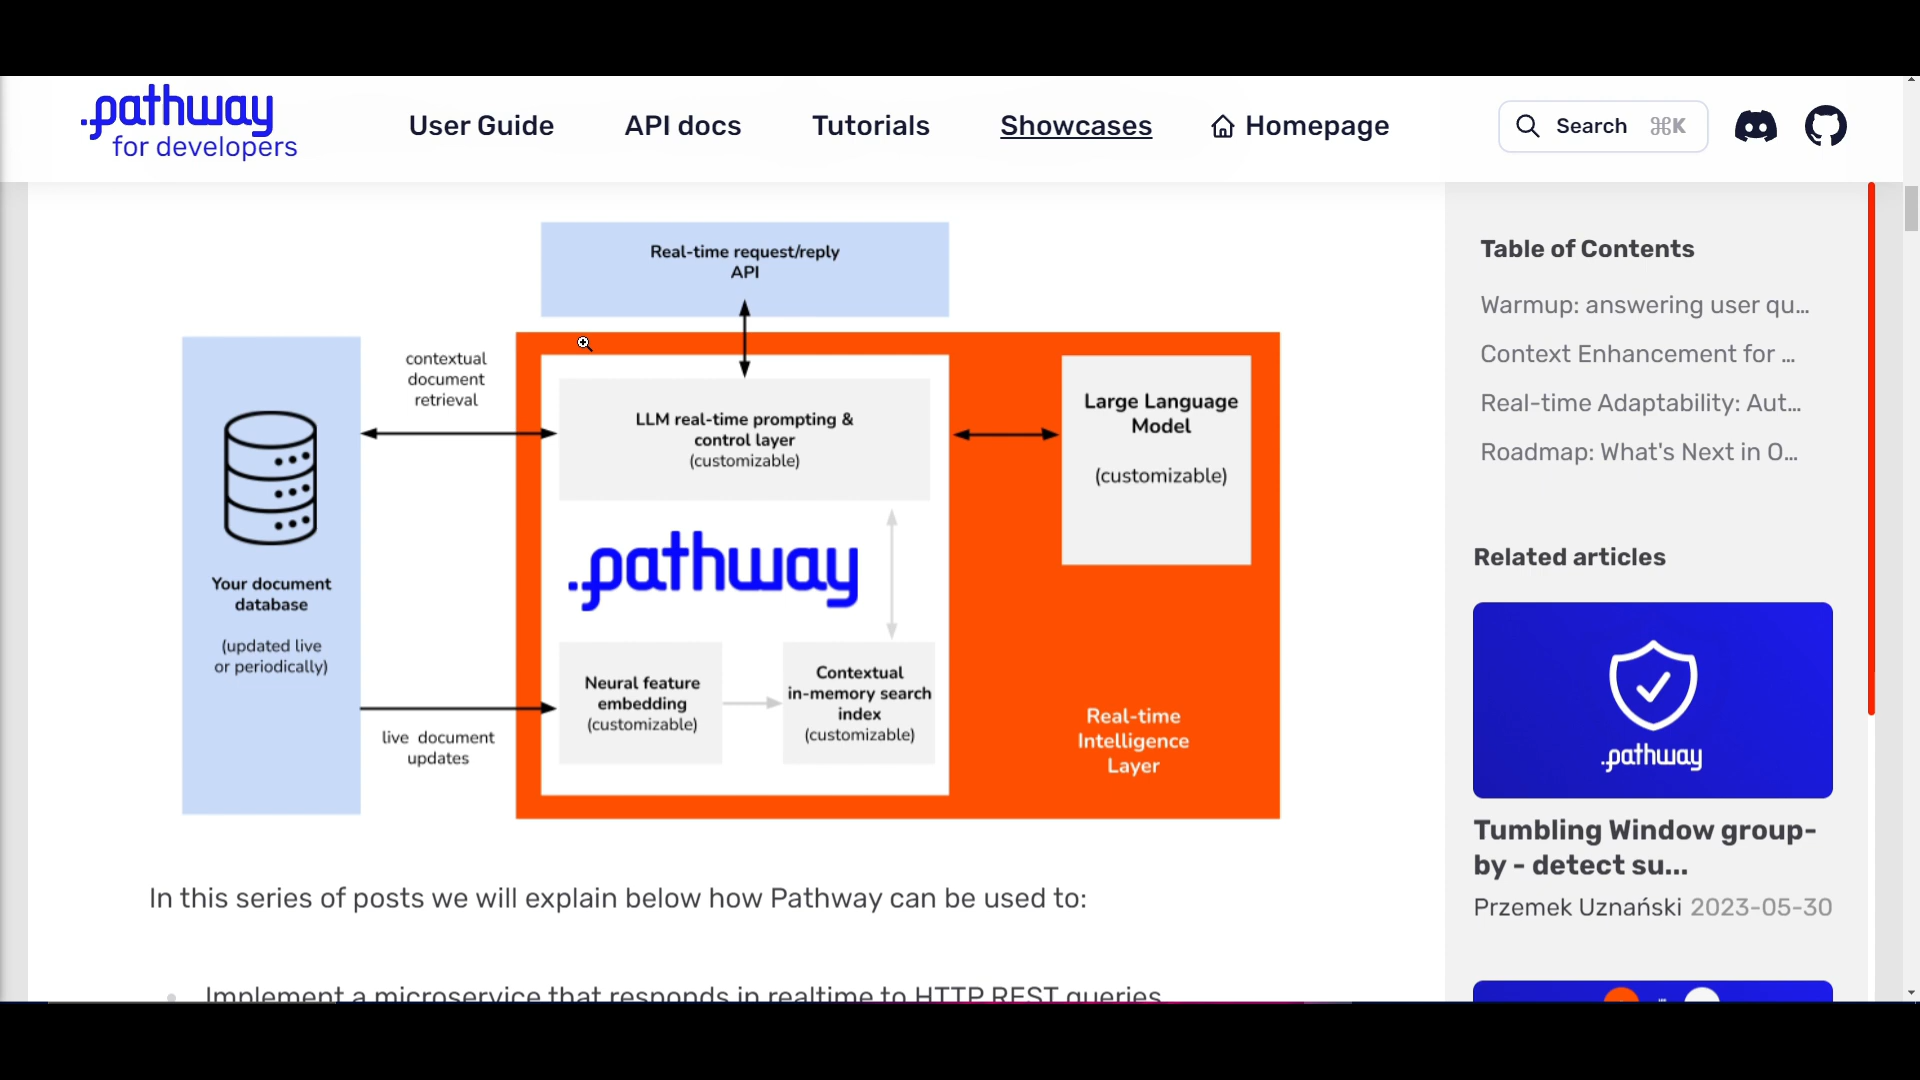 .pathway
for developers
User Guide
API docs
Tutorials
Showcases
Homepage
Search ⌘K
Real-time request/reply
API
contextual
document
retrieval
LLM real-time prompting &
control layer
(customizable)
Large Language
Model
(customizable)
.pathway
Your document
database
(updated live
or periodically)
Neural feature
embedding
(customizable)
Contextual
in-memory search
index
(customizable)
live document
updates
Real-time
Intelligence
Layer
In this series of posts we will explain below how Pathway can be used to:
Implement a microservice that responds in realtime to HTTP REST queries
Table of Contents
Warmup: answering user qu...
Context Enhancement for ...
Real-time Adaptability: Aut...
Roadmap: What's Next in O...
Related articles
.pathway
Tumbling Window group-
by - detect su...
Przemek Uznański 2023-05-30